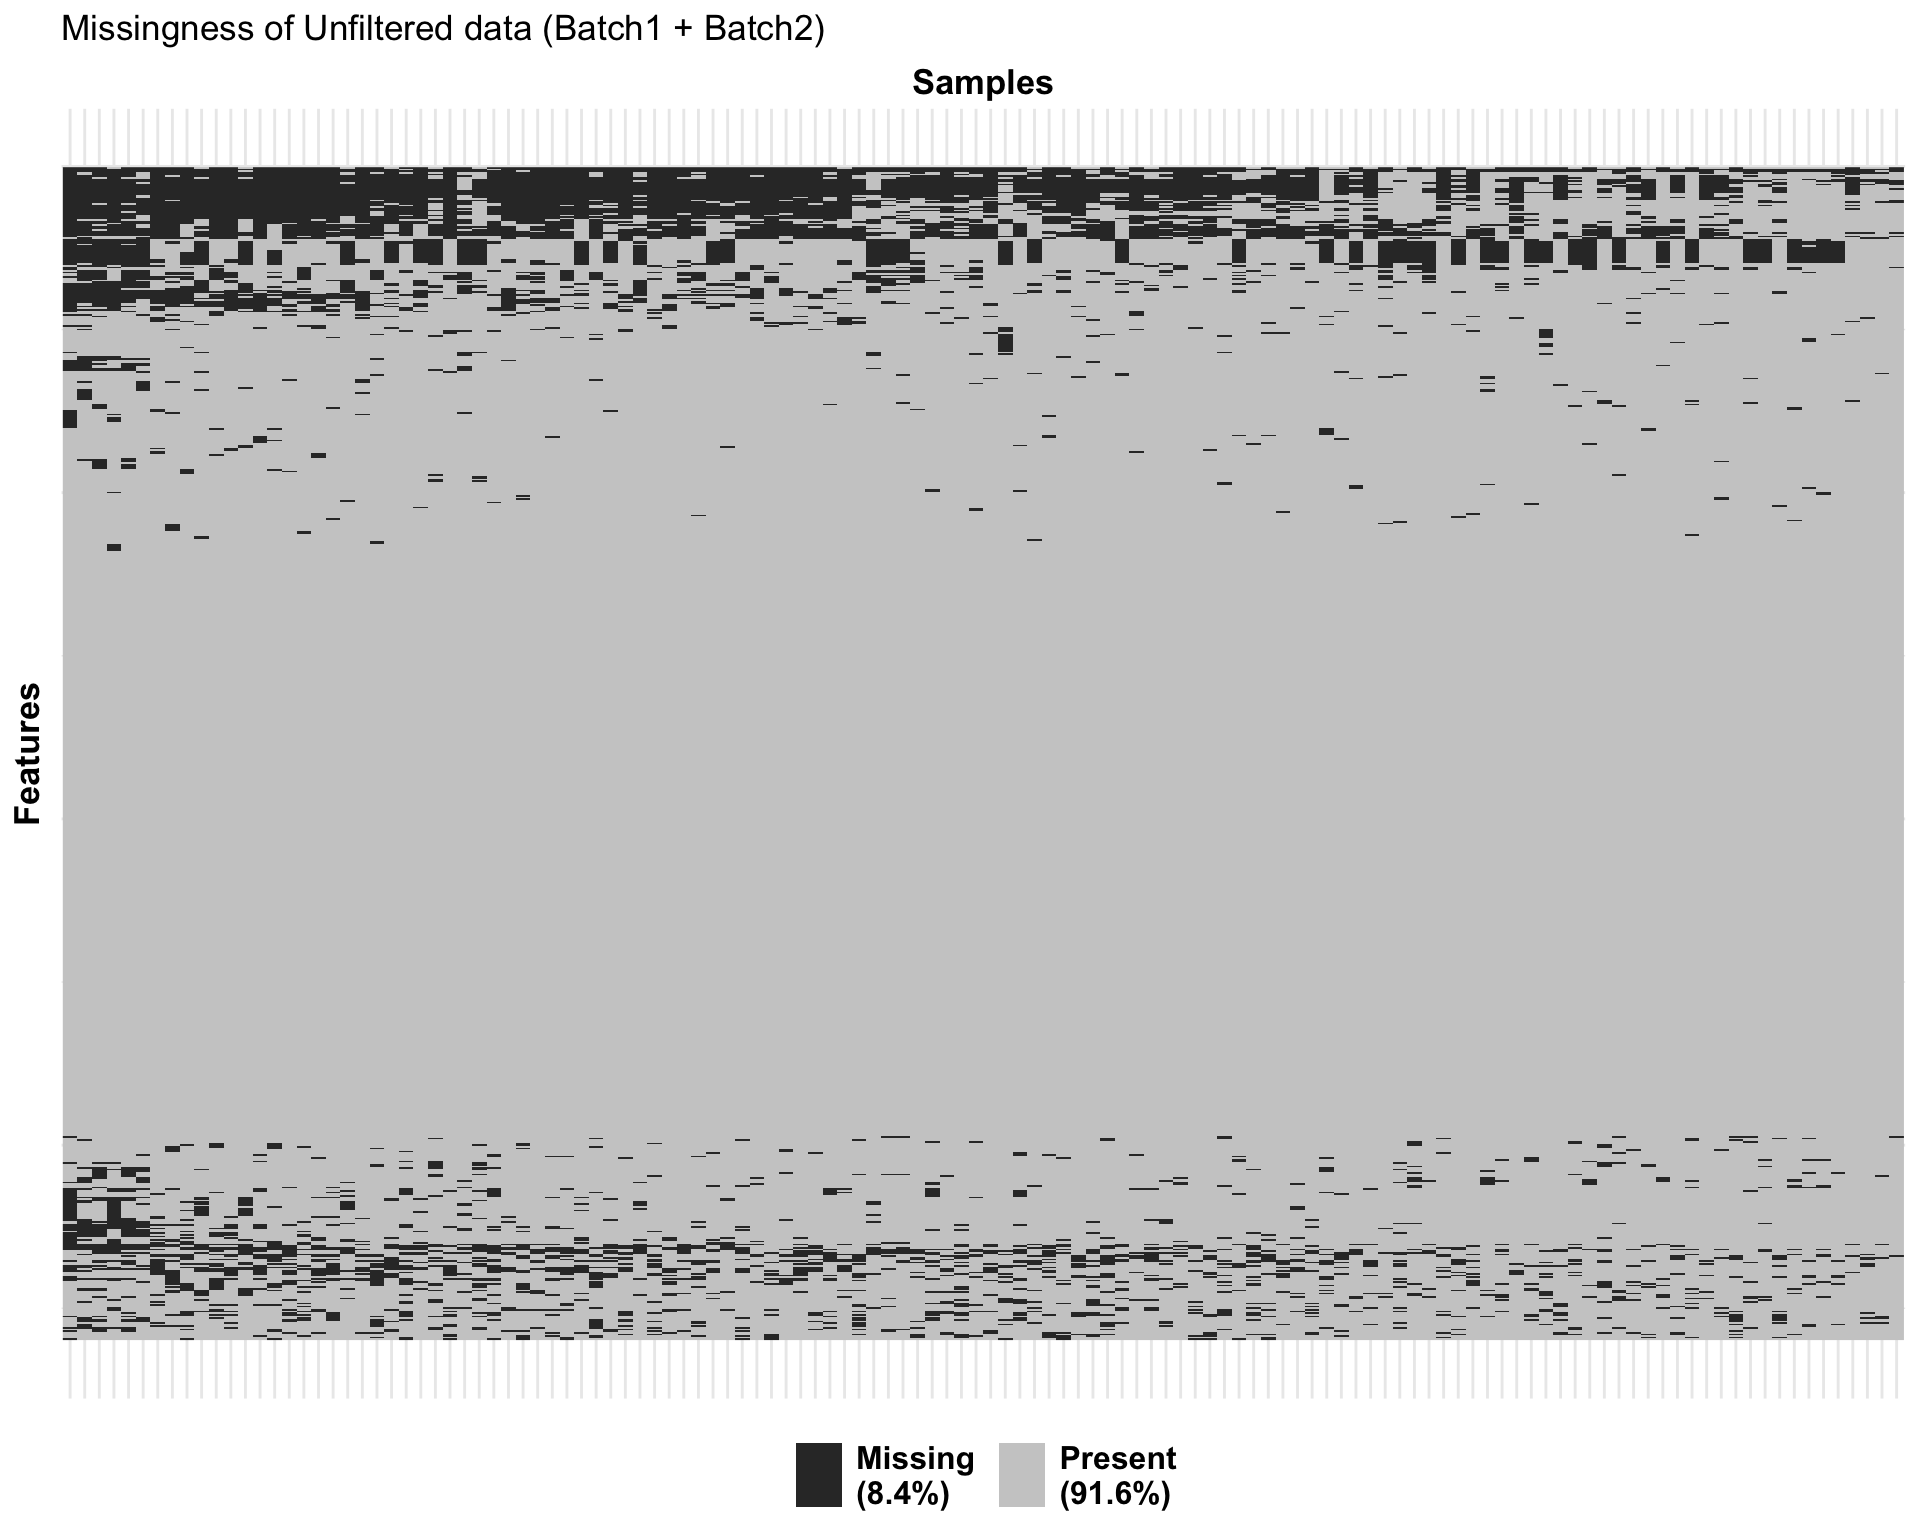 Missingness of Unfiltered data (Batch1 + Batch2)
Samples
Features
Missing
(8.4%)
Present
(91.6%)